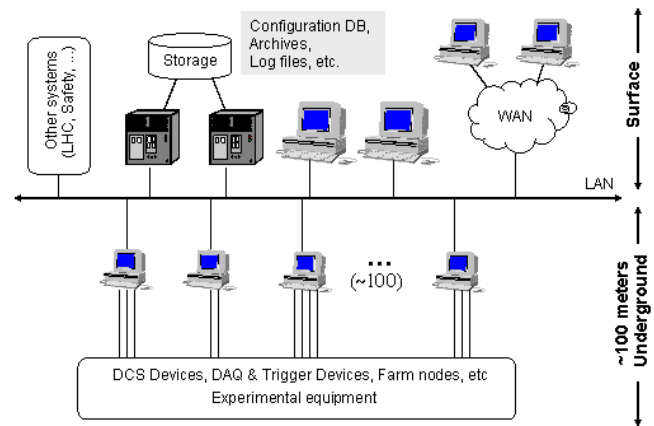 Configuration DB,
Archives,
Log files, etc.
Storage
Other systems
(LHC, Safety, ...)
WAN
Surface
LAN
...
(~100)
~100 meters
Underground
DCS Devices, DAQ & Trigger Devices, Farm nodes, etc
Experimental equipment